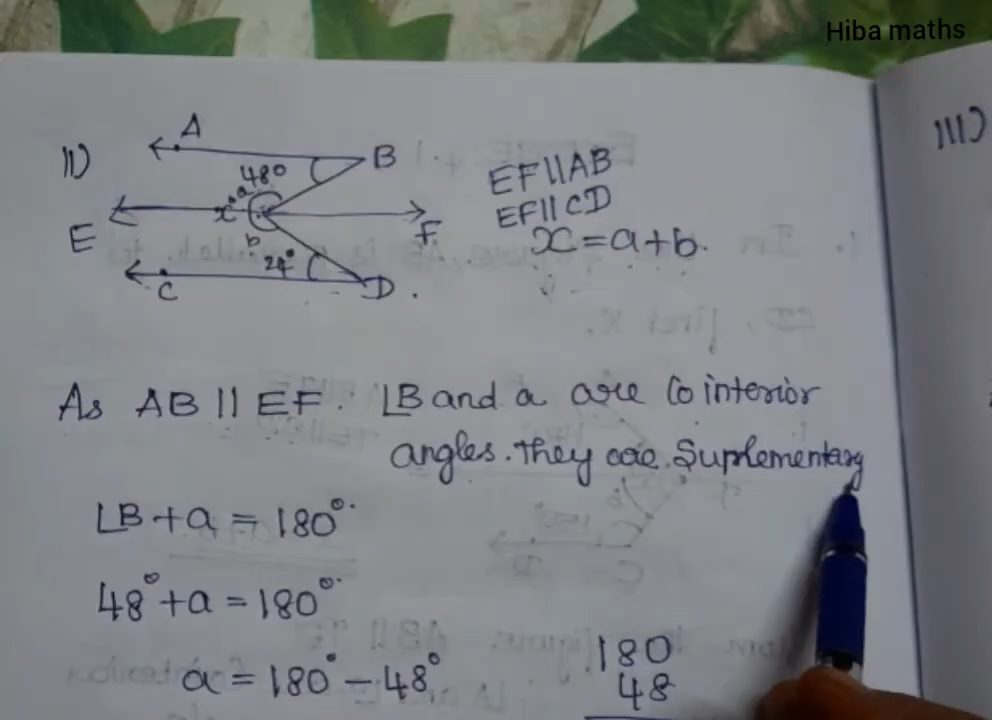 Hiba maths
II)
A
B
48°
a
x°
E
F
b
24°
C
D.
EF||AB
EF||CD
x=a+b.
III)
As AB || EF. ∠B and a are Co interior
angles. They are Suplementary
∠B + a = 180°.
48° + a = 180°.
a = 180° - 48°
180
48